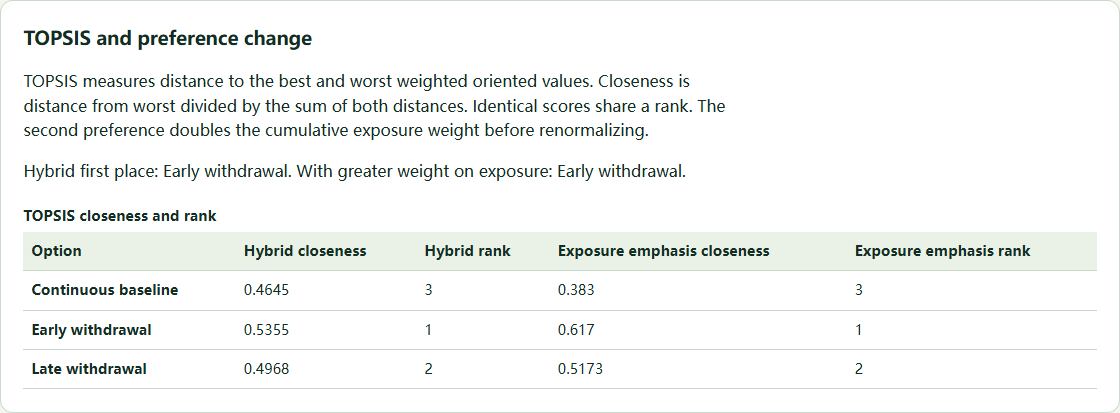 TOPSIS and preference change
TOPSIS measures distance to the best and worst weighted oriented values. Closeness is
distance from worst divided by the sum of both distances. Identical scores share a rank. The
second preference doubles the cumulative exposure weight before renormalizing.
Hybrid first place: Early withdrawal. With greater weight on exposure: Early withdrawal.
TOPSIS closeness and rank
Option Hybrid closeness Hybrid rank Exposure emphasis closeness Exposure emphasis rank
Continuous baseline 0.4645 3 0.383 3
Early withdrawal 0.5355 1 0.617 1
Late withdrawal 0.4968 2 0.5173 2